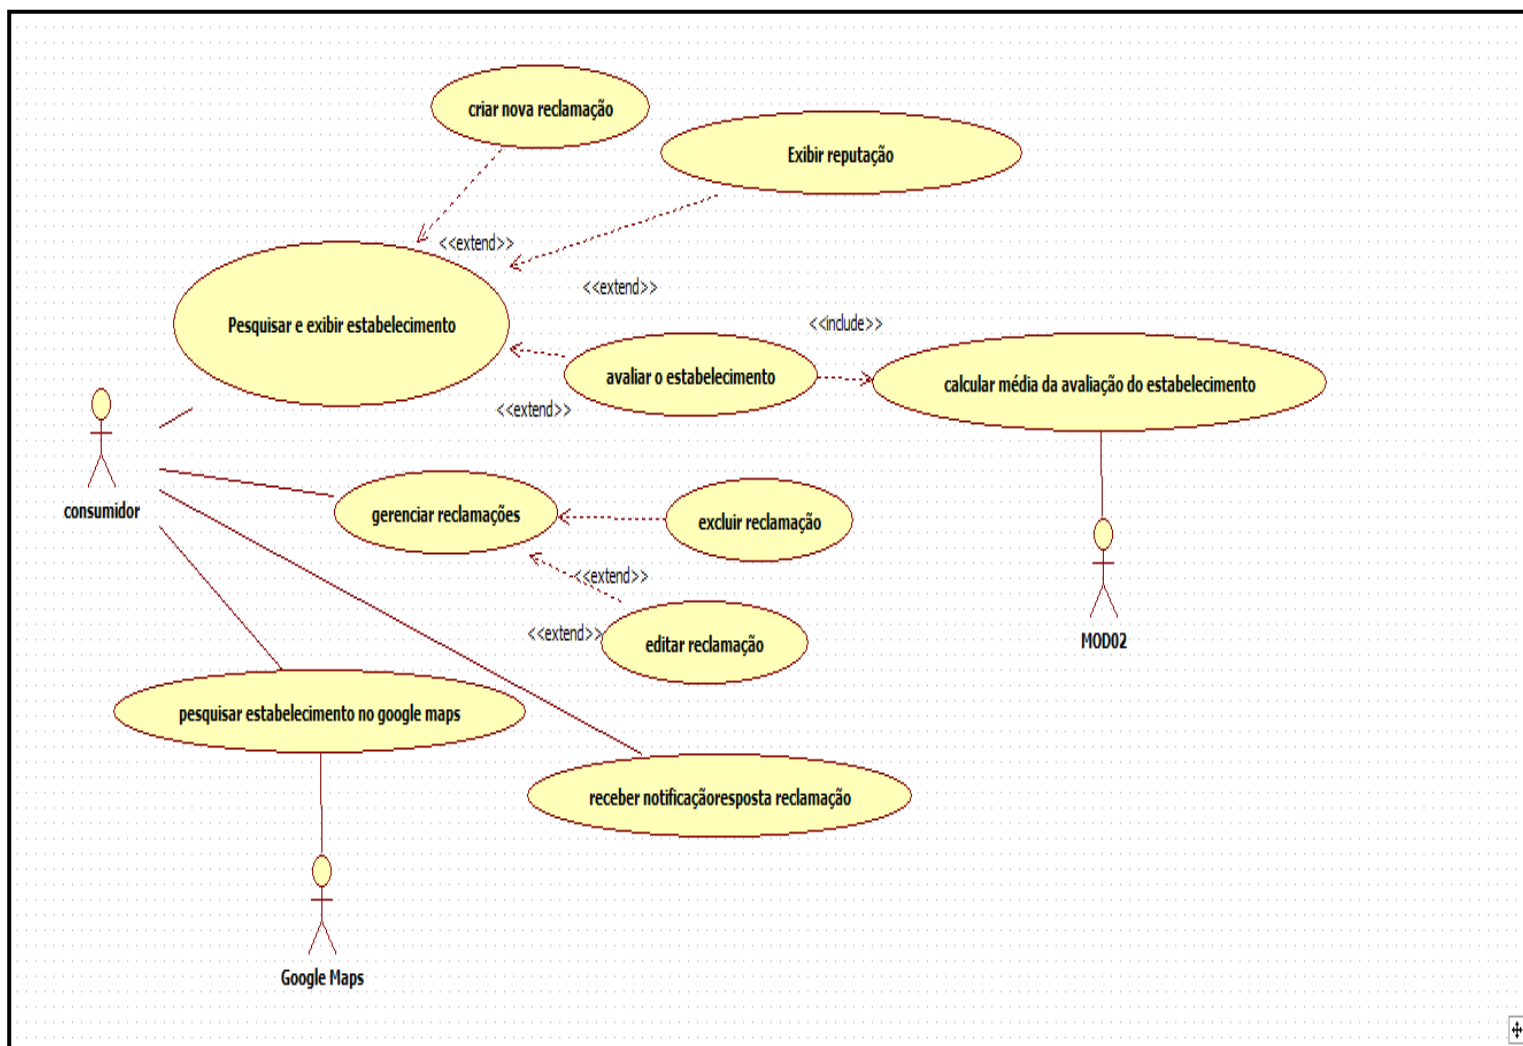 criar nova reclamação
Exibir reputação
<<extend>>
<<extend>>
Pesquisar e exibir estabelecimento
<<include>>
avaliar o estabelecimento
calcular média da avaliação do estabelecimento
<<extend>>
consumidor
gerenciar reclamações
excluir reclamação
<<extend>>
<<extend>>
editar reclamação
MOD02
pesquisar estabelecimento no google maps
receber notificaçãoresposta reclamação
Google Maps